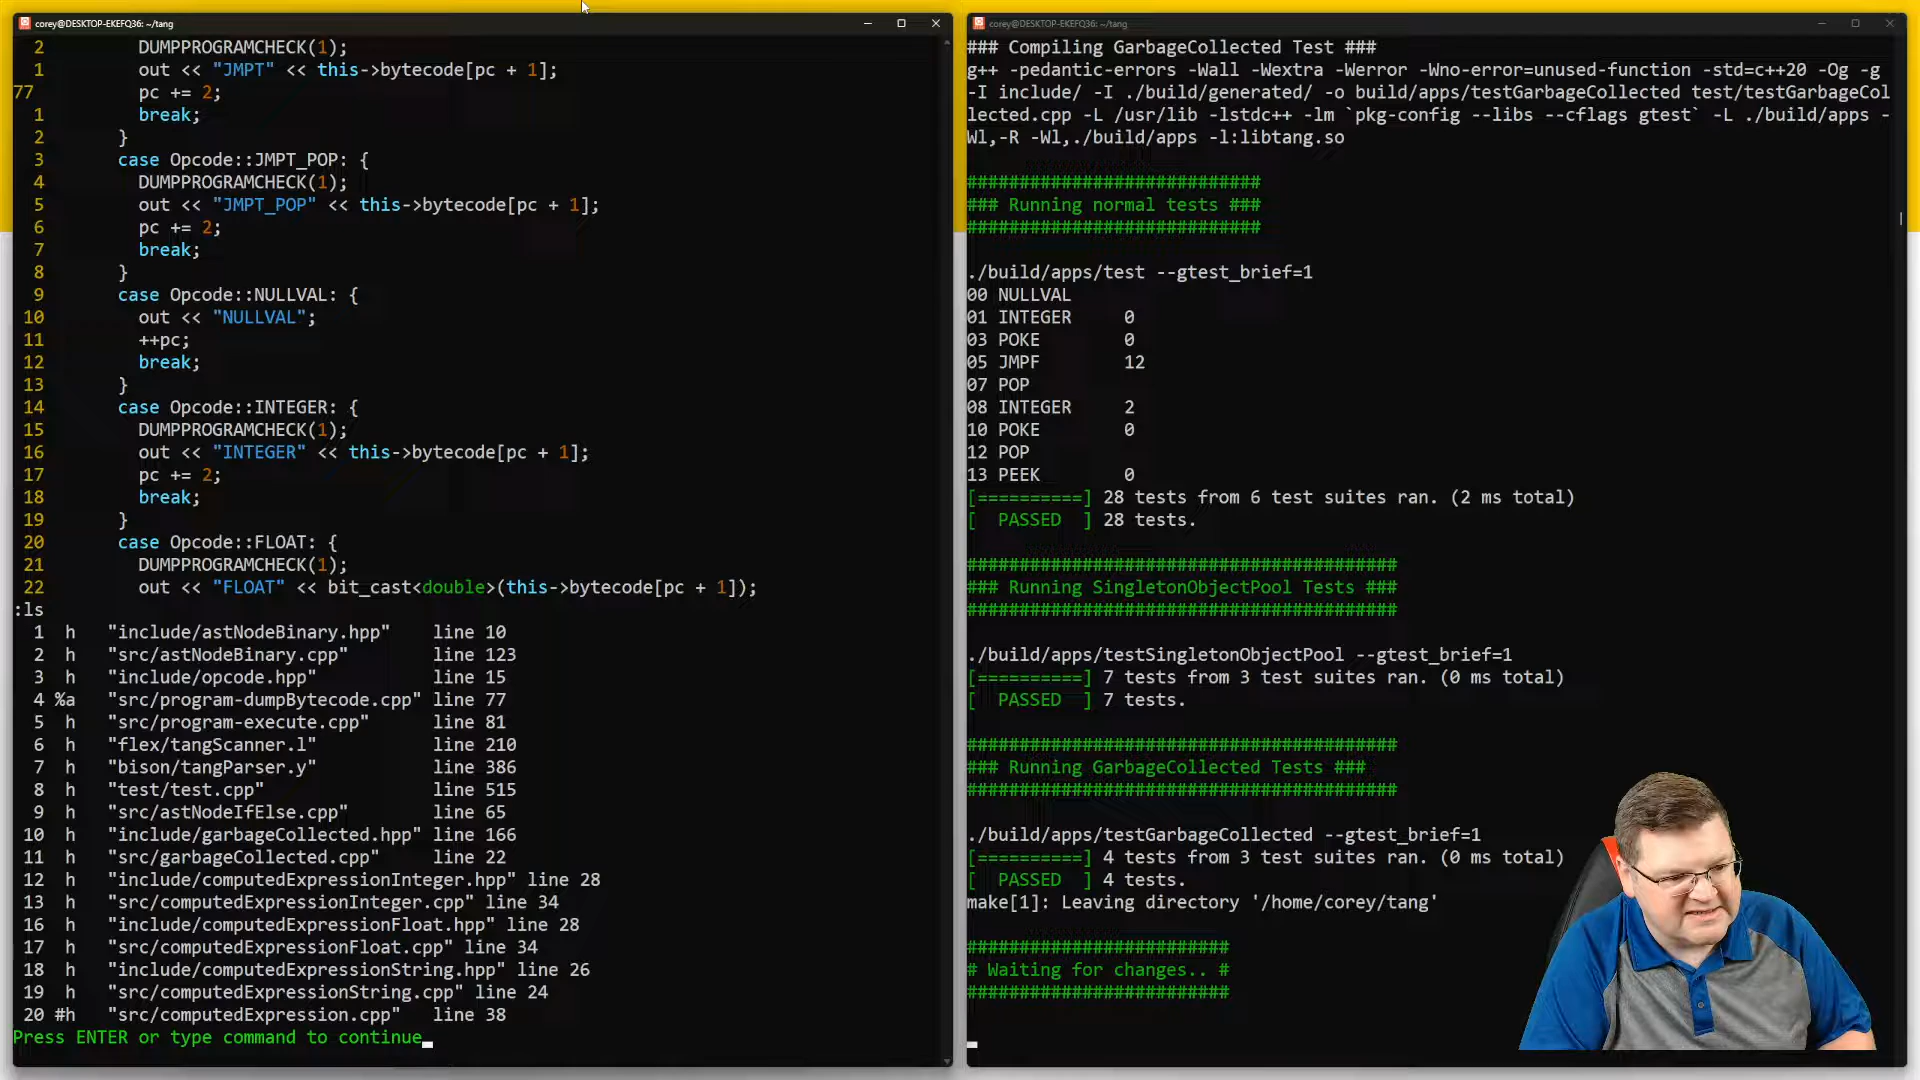 corey@DESKTOP-EKEFQ36: ~/tang
2         DUMPPROGRAMCHECK(1);
1         out << "JMPT" << this->bytecode[pc + 1];
77          pc += 2;
1         break;
2       }
3       case Opcode::JMPT_POP: {
4         DUMPPROGRAMCHECK(1);
5         out << "JMPT_POP" << this->bytecode[pc + 1];
6         pc += 2;
7         break;
8       }
9       case Opcode::NULLVAL: {
10         out << "NULLVAL";
11         ++pc;
12         break;
13       }
14       case Opcode::INTEGER: {
15         DUMPPROGRAMCHECK(1);
16         out << "INTEGER" << this->bytecode[pc + 1];
17         pc += 2;
18         break;
19       }
20       case Opcode::FLOAT: {
21         DUMPPROGRAMCHECK(1);
22         out << "FLOAT" << bit_cast<double>(this->bytecode[pc + 1]);
:ls
1  h   "include/astNodeBinary.hpp"    line 10
2  h   "src/astNodeBinary.cpp"        line 123
3  h   "include/opcode.hpp"           line 15
4 %a   "src/program-dumpBytecode.cpp" line 77
5  h   "src/program-execute.cpp"      line 81
6  h   "flex/tangScanner.l"           line 210
7  h   "bison/tangParser.y"           line 386
8  h   "test/test.cpp"                line 515
9  h   "src/astNodeIfElse.cpp"        line 65
10  h   "include/garbageCollected.hpp" line 166
11  h   "src/garbageCollected.cpp"     line 22
12  h   "include/computedExpressionInteger.hpp" line 28
13  h   "src/computedExpressionInteger.cpp" line 34
16  h   "include/computedExpressionFloat.hpp" line 28
17  h   "src/computedExpressionFloat.cpp" line 34
18  h   "include/computedExpressionString.hpp" line 26
19  h   "src/computedExpressionString.cpp" line 24
20 #h   "src/computedExpression.cpp"   line 38
Press ENTER or type command to continue
corey@DESKTOP-EKEFQ36: ~/tang
### Compiling GarbageCollected Test ###
g++ -pedantic-errors -Wall -Wextra -Werror -Wno-error=unused-function -std=c++20 -Og -g
-I include/ -I ./build/generated/ -o build/apps/testGarbageCollected test/testGarbageCol
lected.cpp -L /usr/lib -lstdc++ -lm `pkg-config --libs --cflags gtest` -L ./build/apps -
Wl,-R -Wl,./build/apps -l:libtang.so
############################
### Running normal tests ###
############################
./build/apps/test --gtest_brief=1
00 NULLVAL
01 INTEGER     0
03 POKE        0
05 JMPF        12
07 POP
08 INTEGER     2
10 POKE        0
12 POP
13 PEEK        0
[==========] 28 tests from 6 test suites ran. (2 ms total)
[  PASSED  ] 28 tests.
#########################################
### Running SingletonObjectPool Tests ###
#########################################
./build/apps/testSingletonObjectPool --gtest_brief=1
[==========] 7 tests from 3 test suites ran. (0 ms total)
[  PASSED  ] 7 tests.
#########################################
### Running GarbageCollected Tests ###
#########################################
./build/apps/testGarbageCollected --gtest_brief=1
[==========] 4 tests from 3 test suites ran. (0 ms total)
[  PASSED  ] 4 tests.
make[1]: Leaving directory '/home/corey/tang'
#########################
# Waiting for changes.. #
#########################